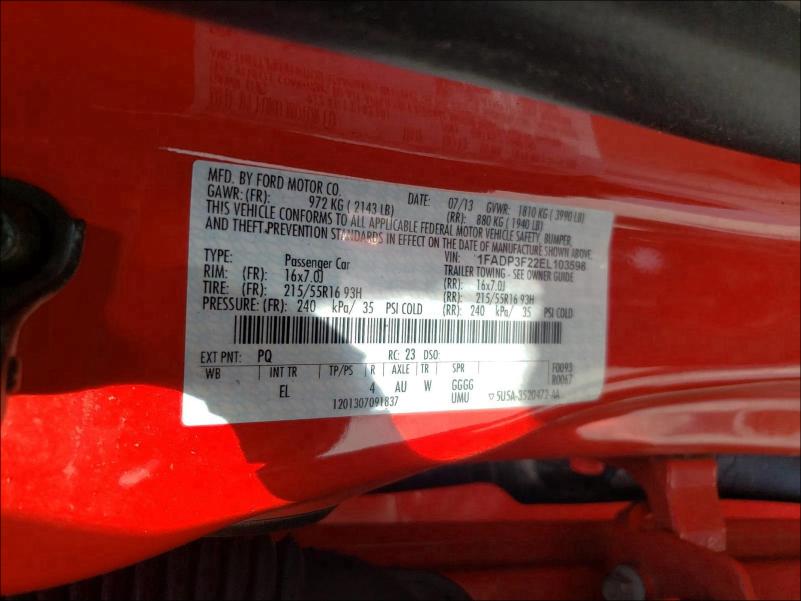 MFD. BY FORD MOTOR CO. DATE: 07/13 GVWR: 1810 KG ( 3990 LB)
GAWR: (FR): 972 KG ( 2143 LB) (RR): 880 KG ( 1940 LB)
THIS VEHICLE CONFORMS TO ALL APPLICABLE FEDERAL MOTOR VEHICLE SAFETY, BUMPER,
AND THEFT PREVENTION STANDARDS IN EFFECT ON THE DATE OF MANUFACTURE SHOWN ABOVE.
VIN: 1FADP3F22EL103598
TYPE: Passenger Car TRAILER TOWING - SEE OWNER GUIDE
RIM: (FR): 16x7.0J (RR): 16x7.0J
TIRE: (FR): 215/55R16 93H (RR): 215/55R16 93H
PRESSURE: (FR): 240 kPa/ 35 PSI COLD (RR): 240 kPa/ 35 PSI COLD
EXT PNT: PQ RC: 23 DSO:
WB INT TR TP/PS R AXLE TR SPR F0093
R0067
EL 4 AU W GGGG
1201307091837 UMU ▽ 5U5A-3520472-AA